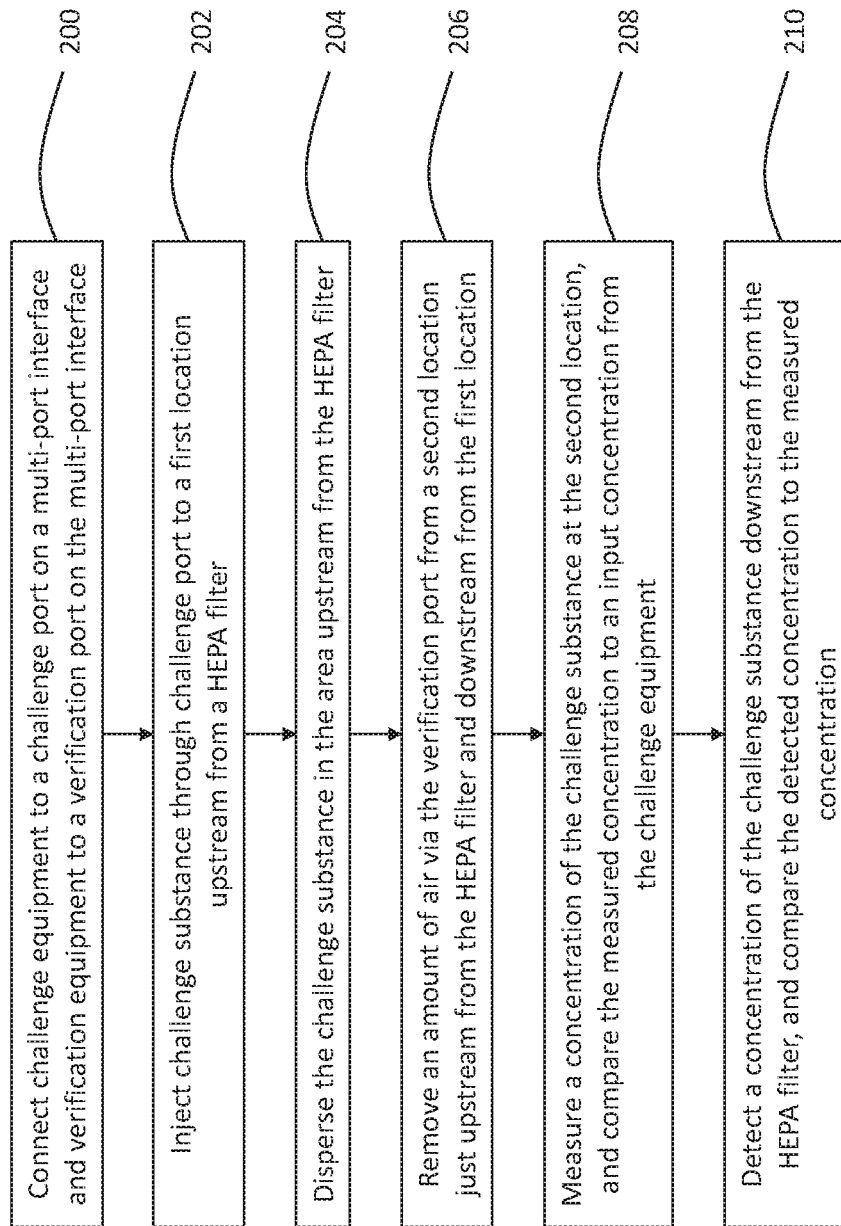 Connect challenge equipment to a challenge port on a multi-port interface
and verification equipment to a verification port on the multi-port interface
200
Inject challenge substance through challenge port to a first location
upstream from a HEPA filter
202
Disperse the challenge substance in the area upstream from the HEPA filter
204
Remove an amount of air via the verification port from a second location
just upstream from the HEPA filter and downstream from the first location
206
Measure a concentration of the challenge substance at the second location,
and compare the measured concentration to an input concentration from
the challenge equipment
208
Detect a concentration of the challenge substance downstream from the
HEPA filter, and compare the detected concentration to the measured
concentration
210